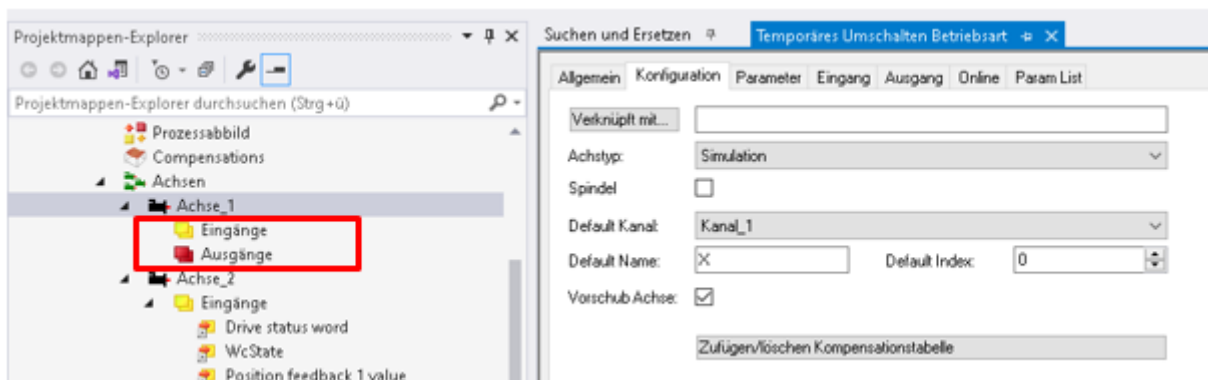 Projektmappen-Explorer
Projektmappen-Explorer durchsuchen (Strg+ü)
Prozessabbild
Compensations
Achsen
Achse_1
Eingänge
Ausgänge
Achse_2
Eingänge
Drive status word
WcState
Position feedback 1 value
Suchen und Ersetzen
Temporäres Umschalten Betriebsart
Allgemein Konfiguration Parameter Eingang Ausgang Online Param List
Verknüpft mit...
Achstyp: Simulation
Spindel
Default Kanal: Kanal_1
Default Name: X Default Index: 0
Vorschub Achse:
Zufügen/löschen Kompensationstabelle